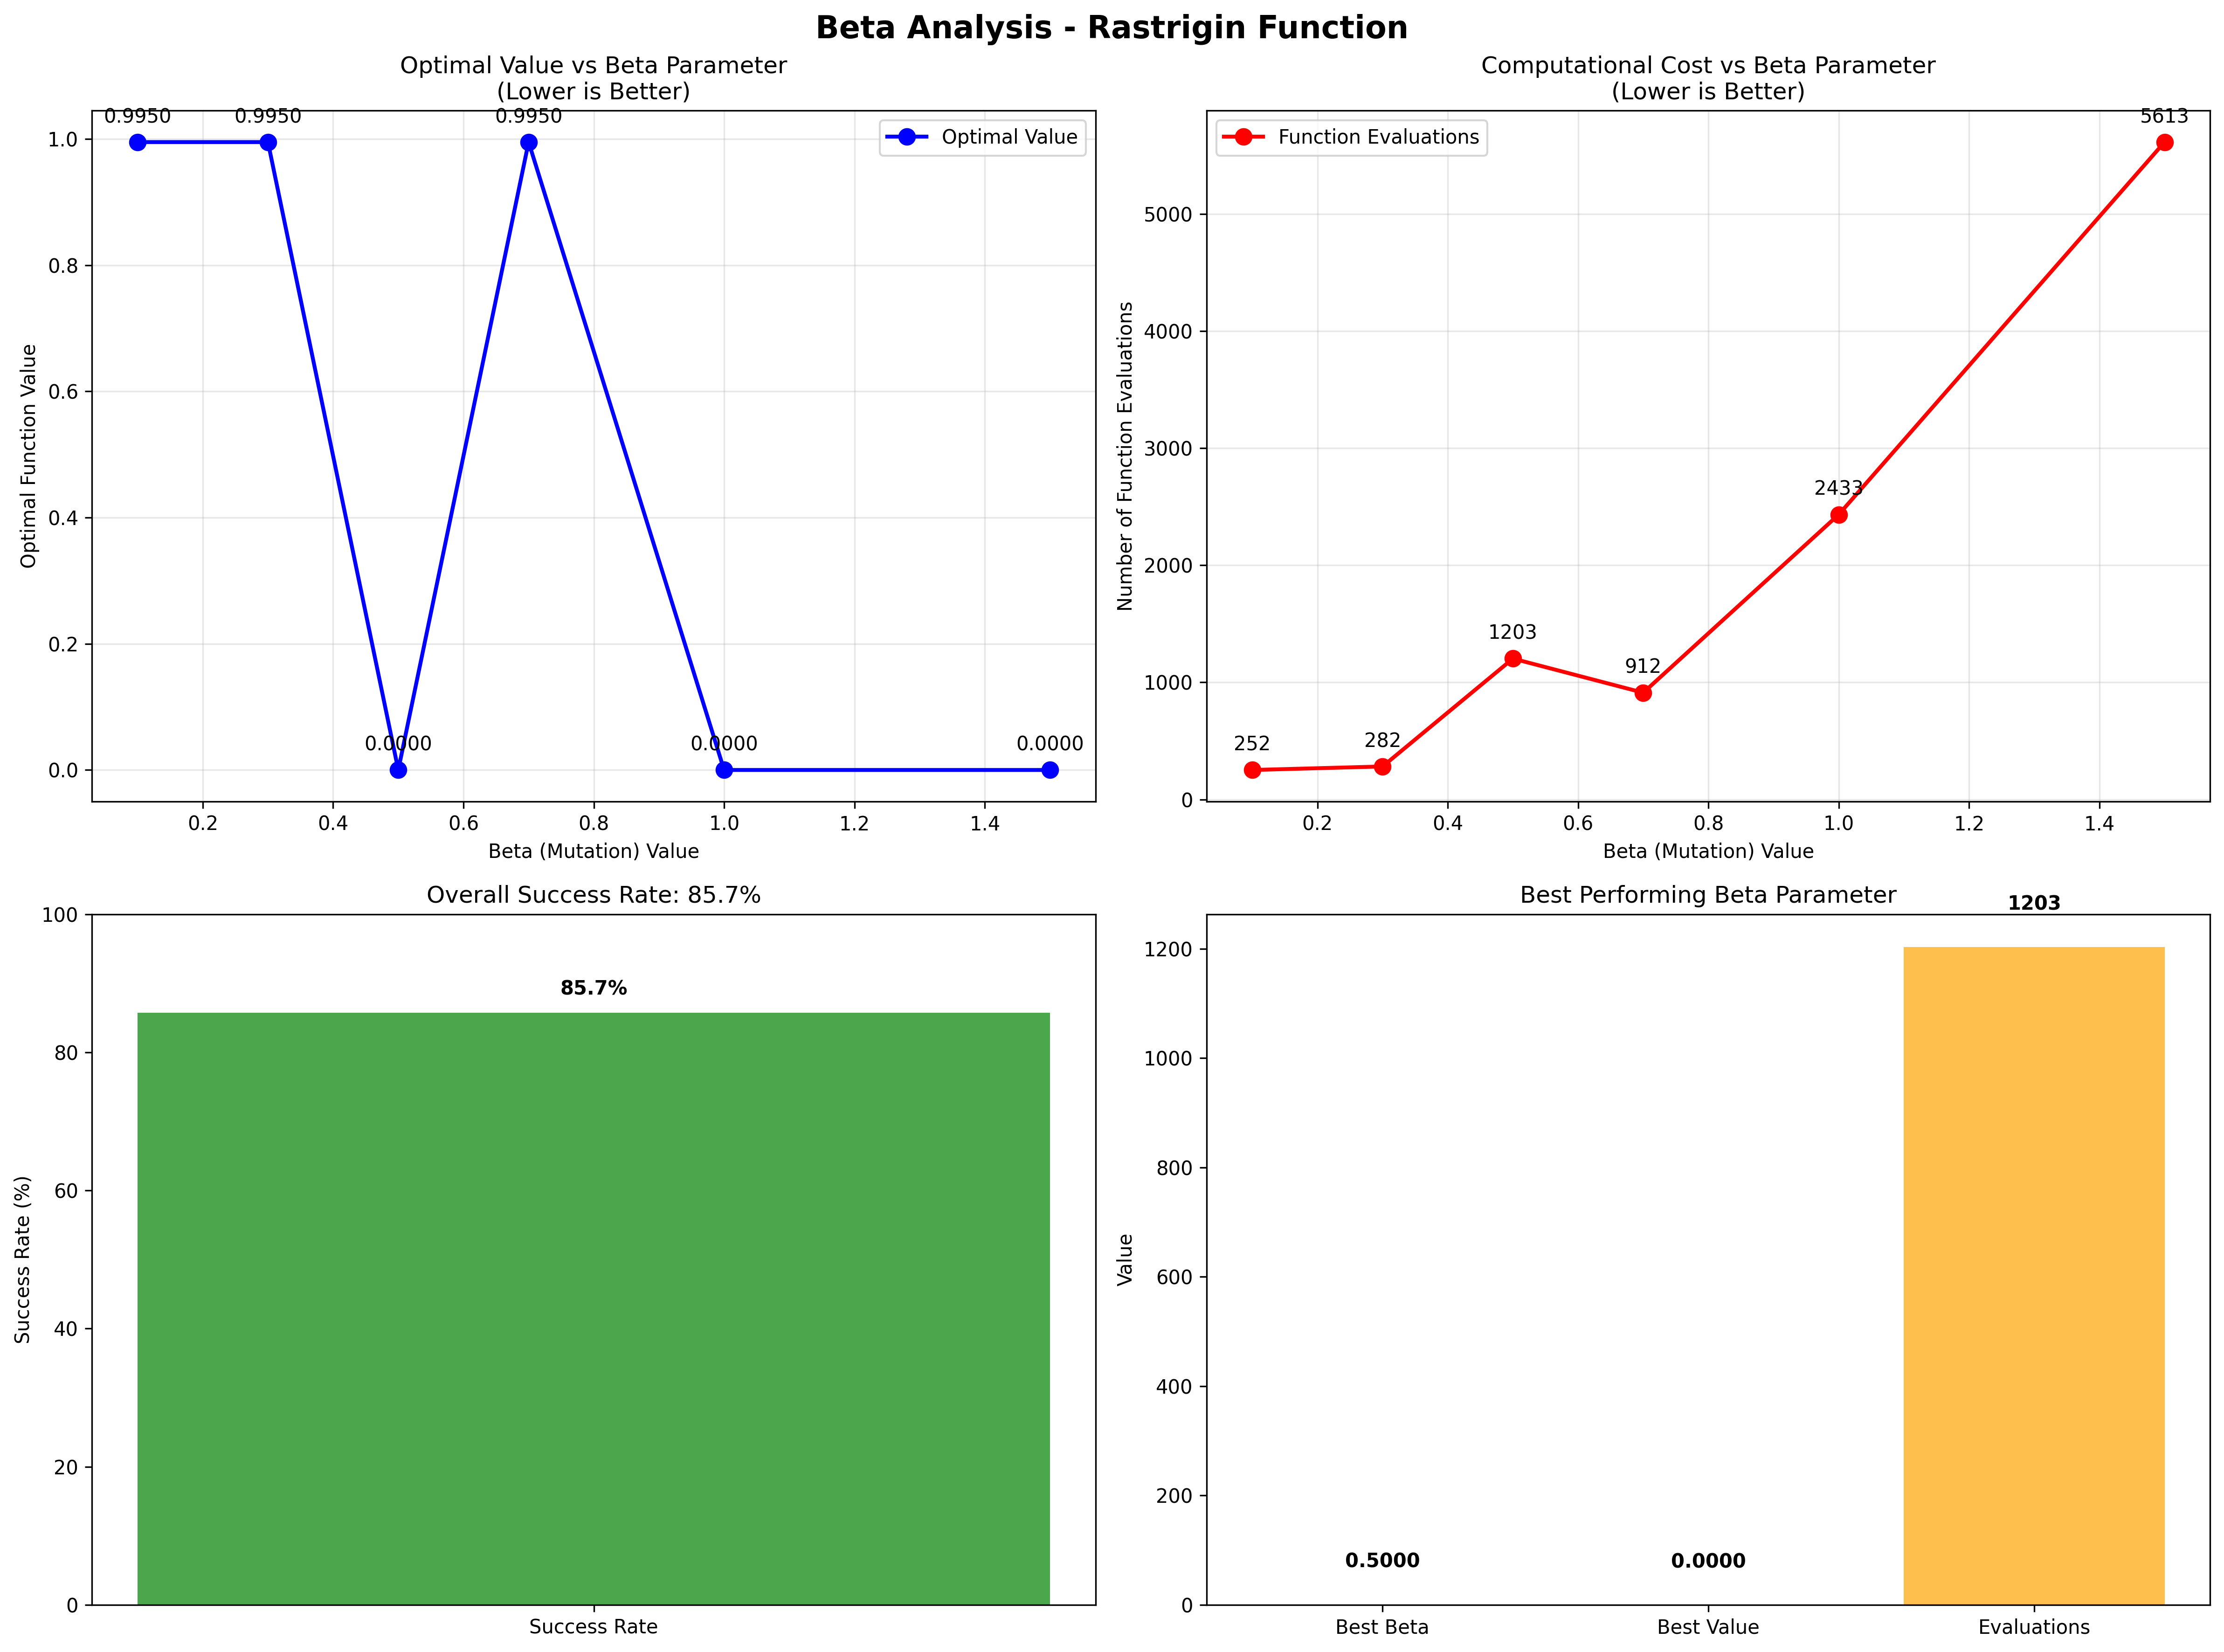 Beta Analysis - Rastrigin Function
Optimal Value vs Beta Parameter
(Lower is Better)
0.9950
0.9950
0.9950
Optimal Value
1.0
0.8
0.6
0.4
0.2
0.0
Optimal Function Value
0.0000
0.0000
0.0000
0.2
0.4
0.6
0.8
1.0
1.2
1.4
Beta (Mutation) Value
Computational Cost vs Beta Parameter
(Lower is Better)
Function Evaluations
5613
5000
4000
3000
2000
1000
0
Number of Function Evaluations
252
282
1203
912
2433
0.2
0.4
0.6
0.8
1.0
1.2
1.4
Beta (Mutation) Value
Overall Success Rate: 85.7%
100
80
60
40
20
0
Success Rate (%)
85.7%
Success Rate
Best Performing Beta Parameter
1203
1200
1000
800
600
400
200
0
Value
0.5000
0.0000
Best Beta
Best Value
Evaluations